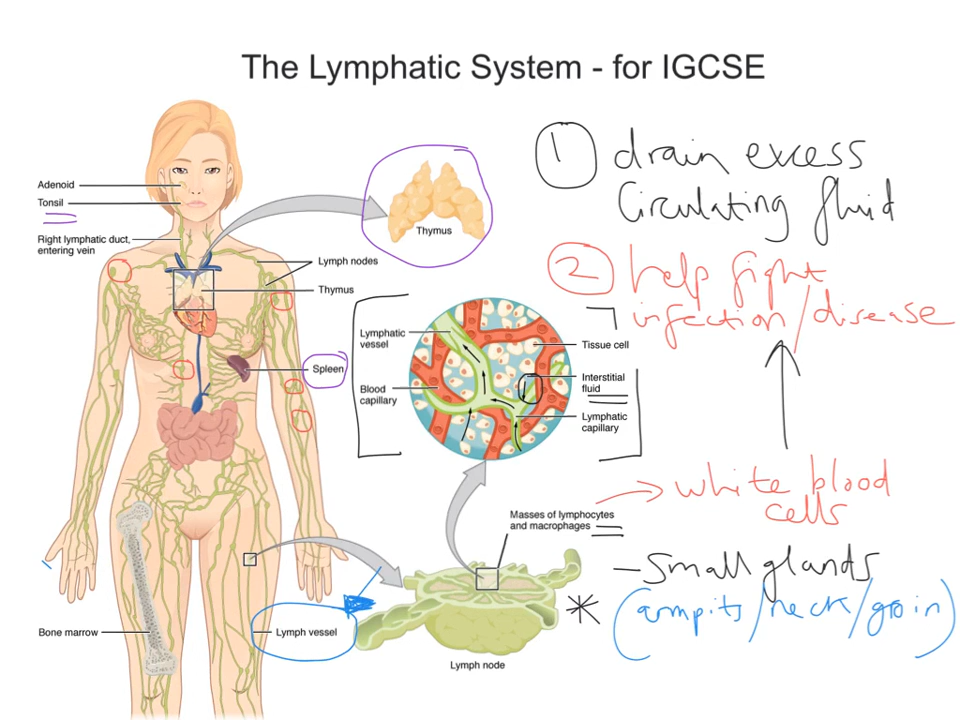 The Lymphatic System - for IGCSE
Adenoid
Tonsil
Right lymphatic duct,
entering vein
Thymus
Lymph nodes
Thymus
Spleen
Lymphatic
vessel
Blood
capillary
Tissue cell
Interstitial
fluid
Lymphatic
capillary
Masses of lymphocytes
and macrophages
Bone marrow
Lymph vessel
Lymph node
1 drain excess
Circulating fluid
2 help fight
infection/disease
→ white blood
cells
- small glands
* (armpits/neck/groin)